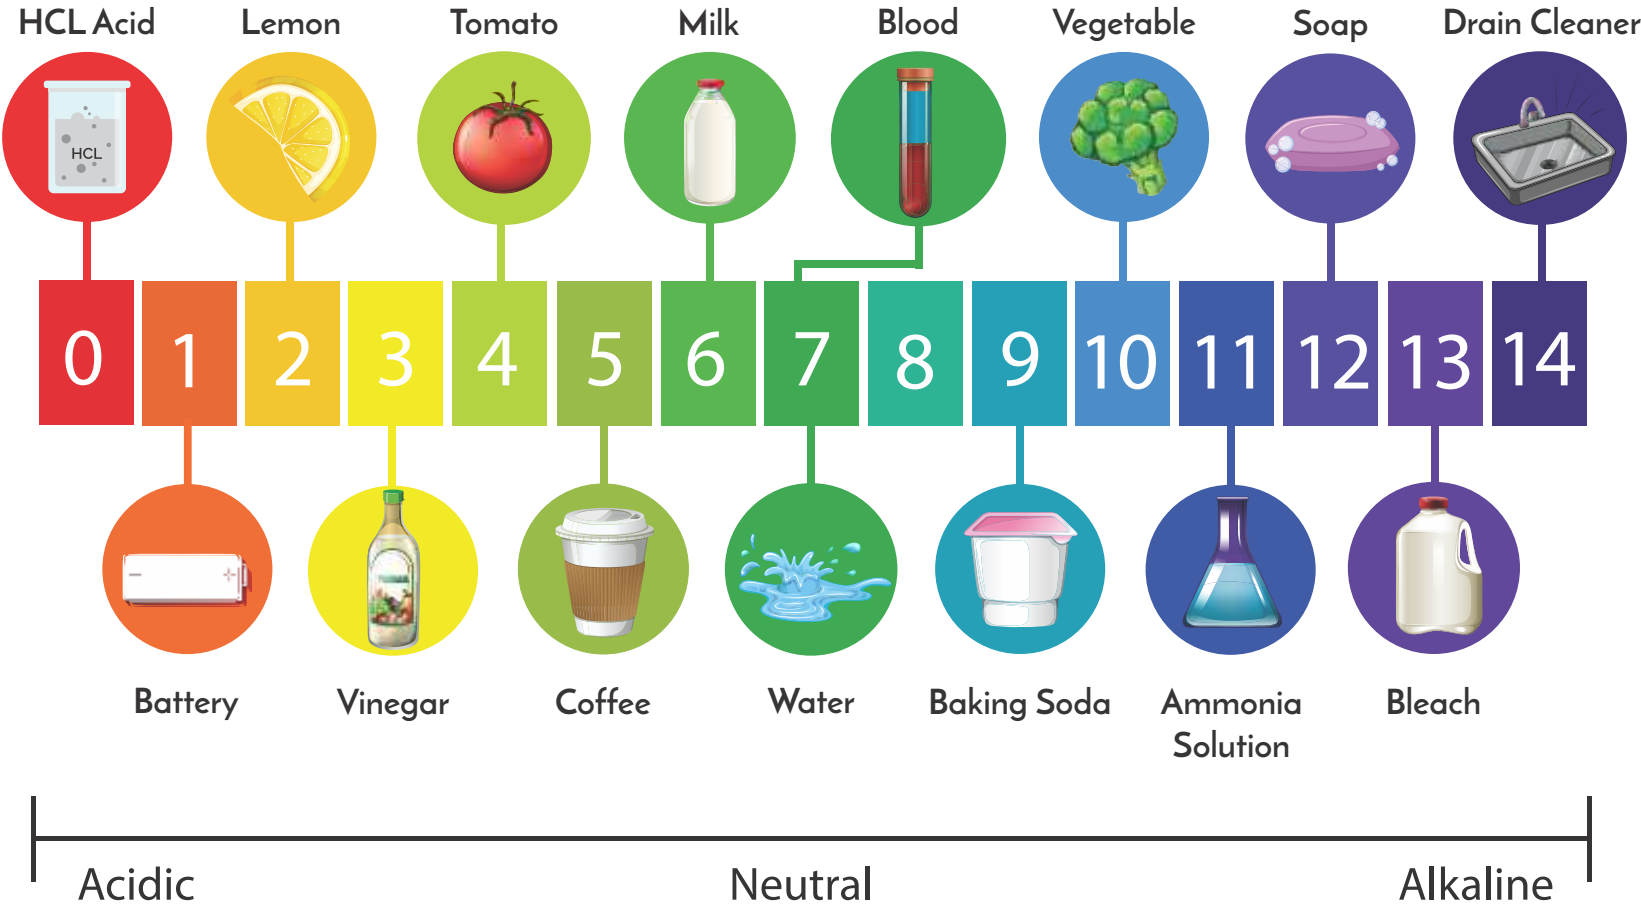 HCL Acid
Lemon
Tomato
Milk
Blood
Vegetable
Soap
Drain Cleaner
HCL
0
1
2
3
4
5
6
7
8
9
10
11
12
13
14
Battery
Vinegar
Coffee
Water
Baking Soda
Ammonia
Solution
Bleach
Acidic
Neutral
Alkaline